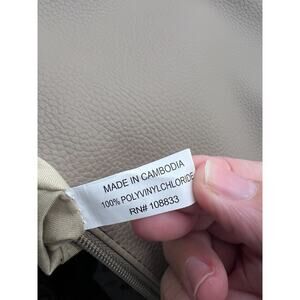 MADE IN CAMBODIA
100% POLYVINYLCHLORIDE
RN# 108833